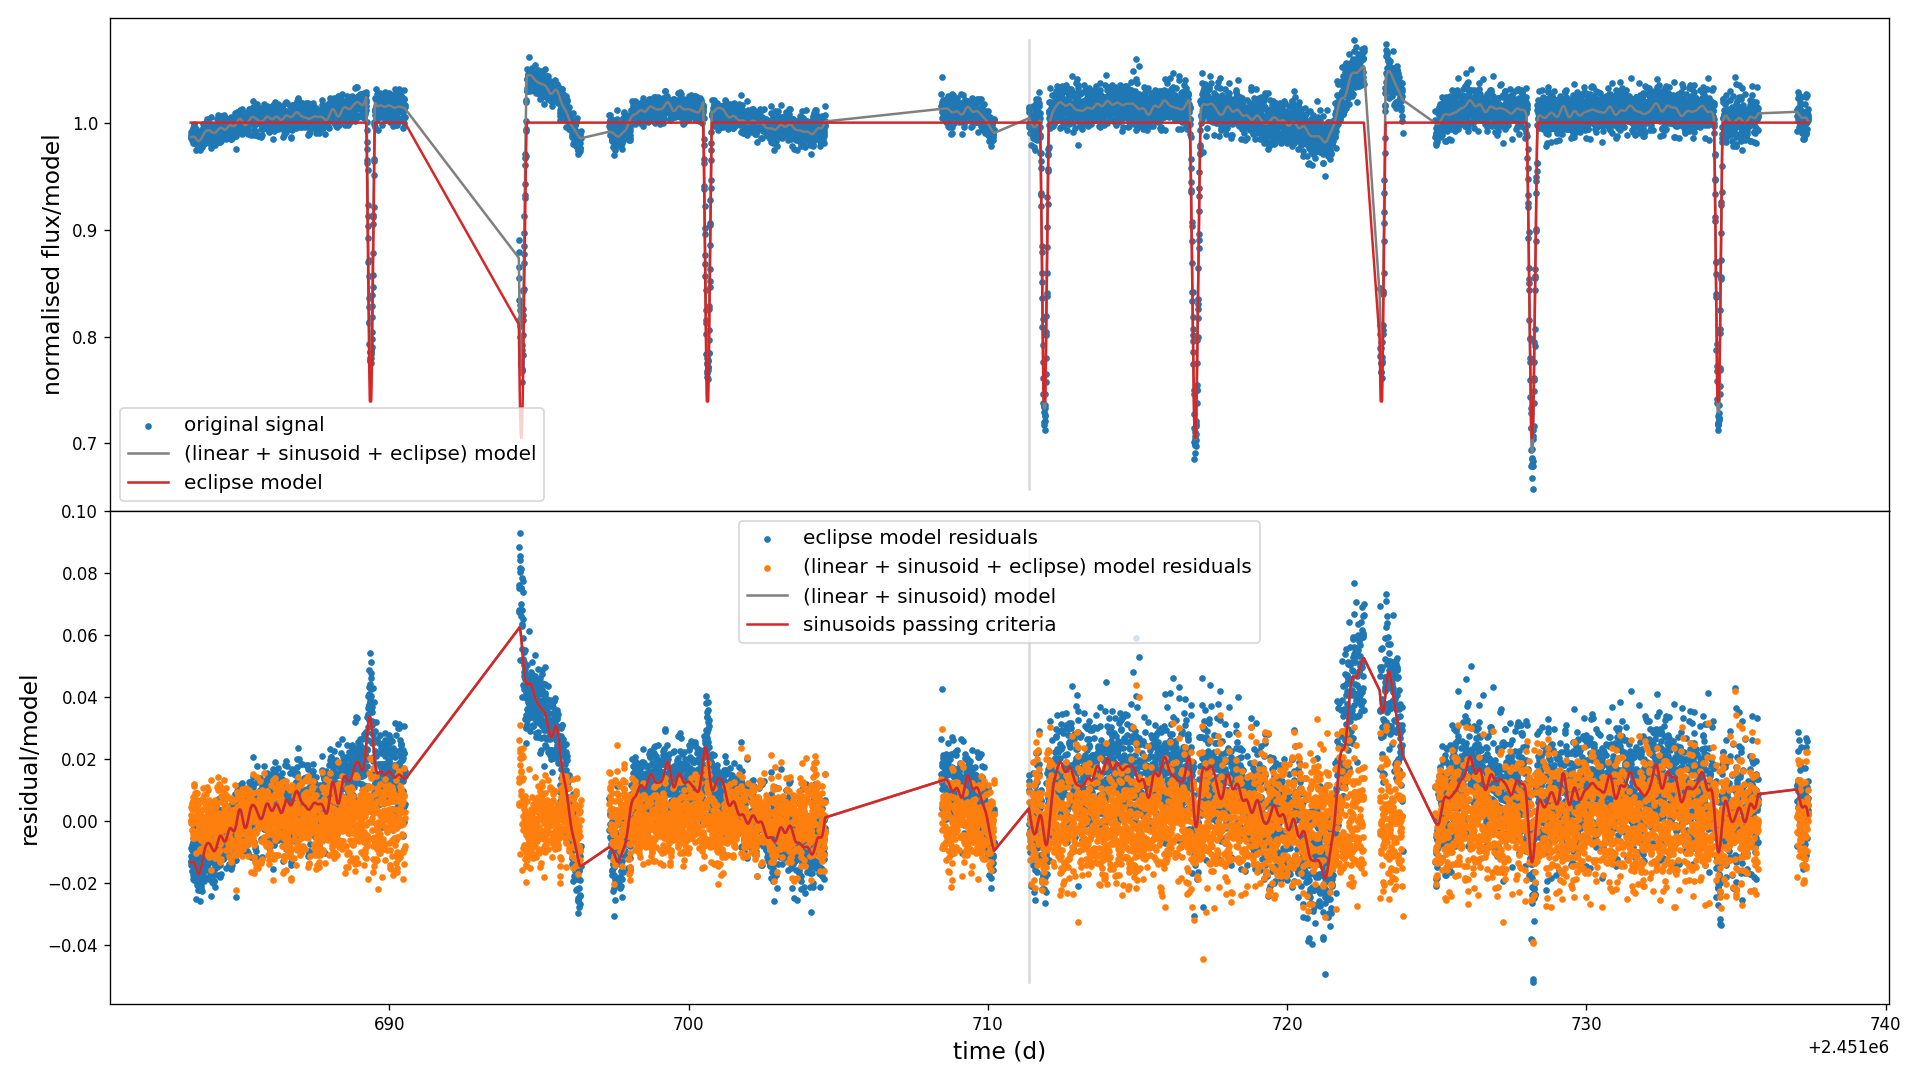 normalised flux/model
1.0
0.9
0.8
0.7
original signal
(linear + sinusoid + eclipse) model
eclipse model
residual/model
0.10
0.08
0.06
0.04
0.02
0.00
−0.02
−0.04
eclipse model residuals
(linear + sinusoid + eclipse) model residuals
(linear + sinusoid) model
sinusoids passing criteria
690 700 710 720 730 740
time (d)
+2.451e6